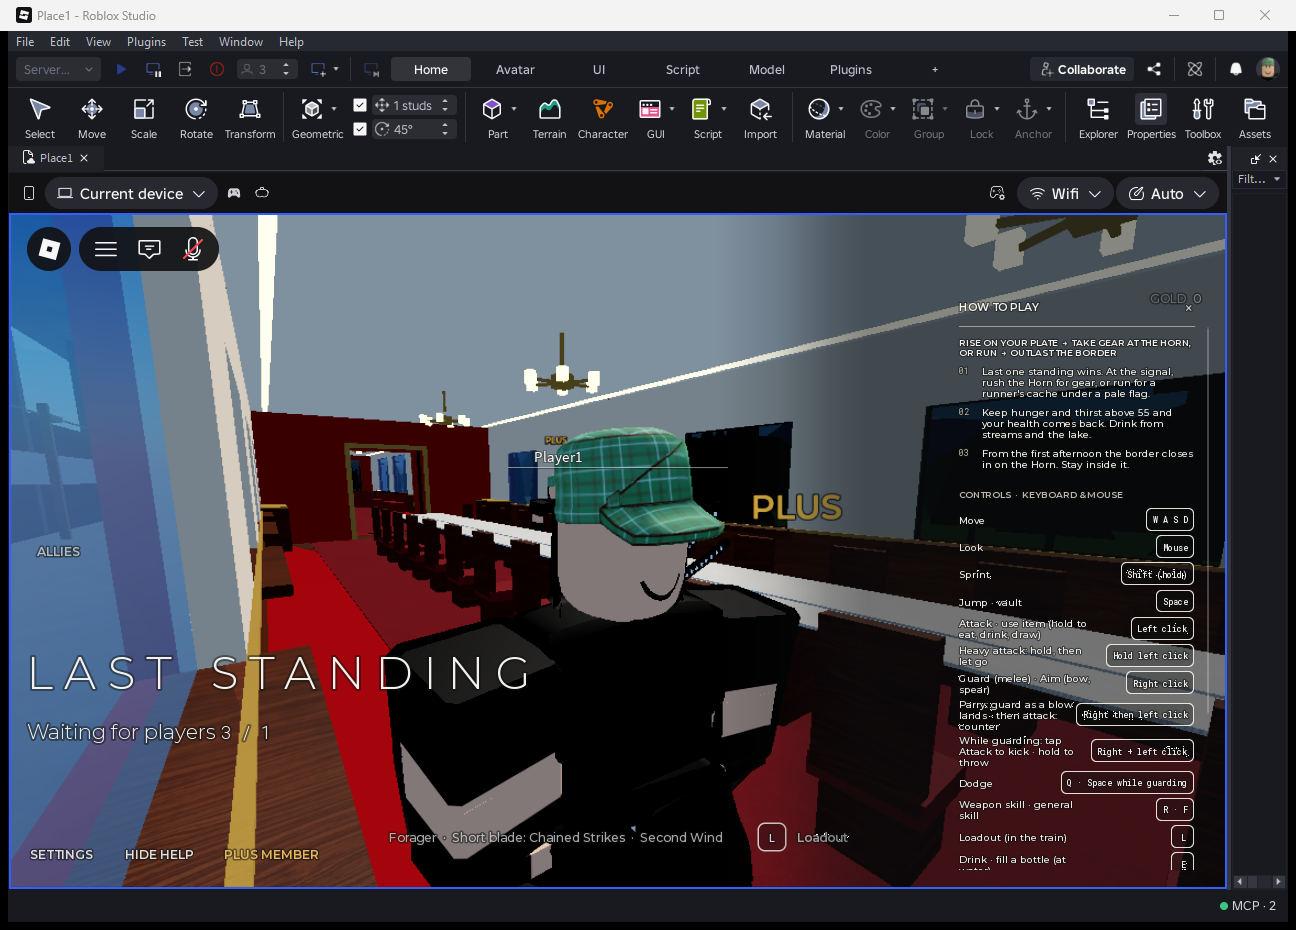 Place1 - Roblox Studio
File Edit View Plugins Test Window Help
Server... 3 Home Avatar UI Script Model Plugins + Collaborate
1 studs
45°
Select Move Scale Rotate Transform Geometric Part Terrain Character GUI Script Import Material Color Group Lock Anchor Explorer Properties Toolbox Assets
Place1
Current device Wifi Auto
Filt...
GOLD 0
HOW TO PLAY ×
RISE ON YOUR PLATE → TAKE GEAR AT THE HORN,
OR RUN → OUTLAST THE BORDER
01 Last one standing wins. At the signal,
rush the Horn for gear, or run for a
runner's cache under a pale flag.
02 Keep hunger and thirst above 55 and
your health comes back. Drink from
streams and the lake.
03 From the first afternoon the border closes
in on the Horn. Stay inside it.
CONTROLS · KEYBOARD & MOUSE
Move W A S D
Look Mouse
Sprint Shift (hold)
Jump · vault Space
Attack · use item (hold to
eat, drink, draw) Left click
Heavy attack: hold, then
let go Hold left click
Guard (melee) · Aim (bow,
spear) Right click
Parry: guard as a blow
lands · then attack:
counter Right then left click
While guarding: tap
Attack to kick · hold to
throw Right + left click
Dodge Q · Space while guarding
Weapon skill · general
skill R · F
Loadout (in the train) L
Drink · fill a bottle (at
water) E
PLUS
Player1
PLUS
ALLIES
LAST STANDING
Waiting for players 3 / 1
Forager · Short blade: Chained Strikes · Second Wind L Loadout
SETTINGS HIDE HELP PLUS MEMBER
MCP · 2